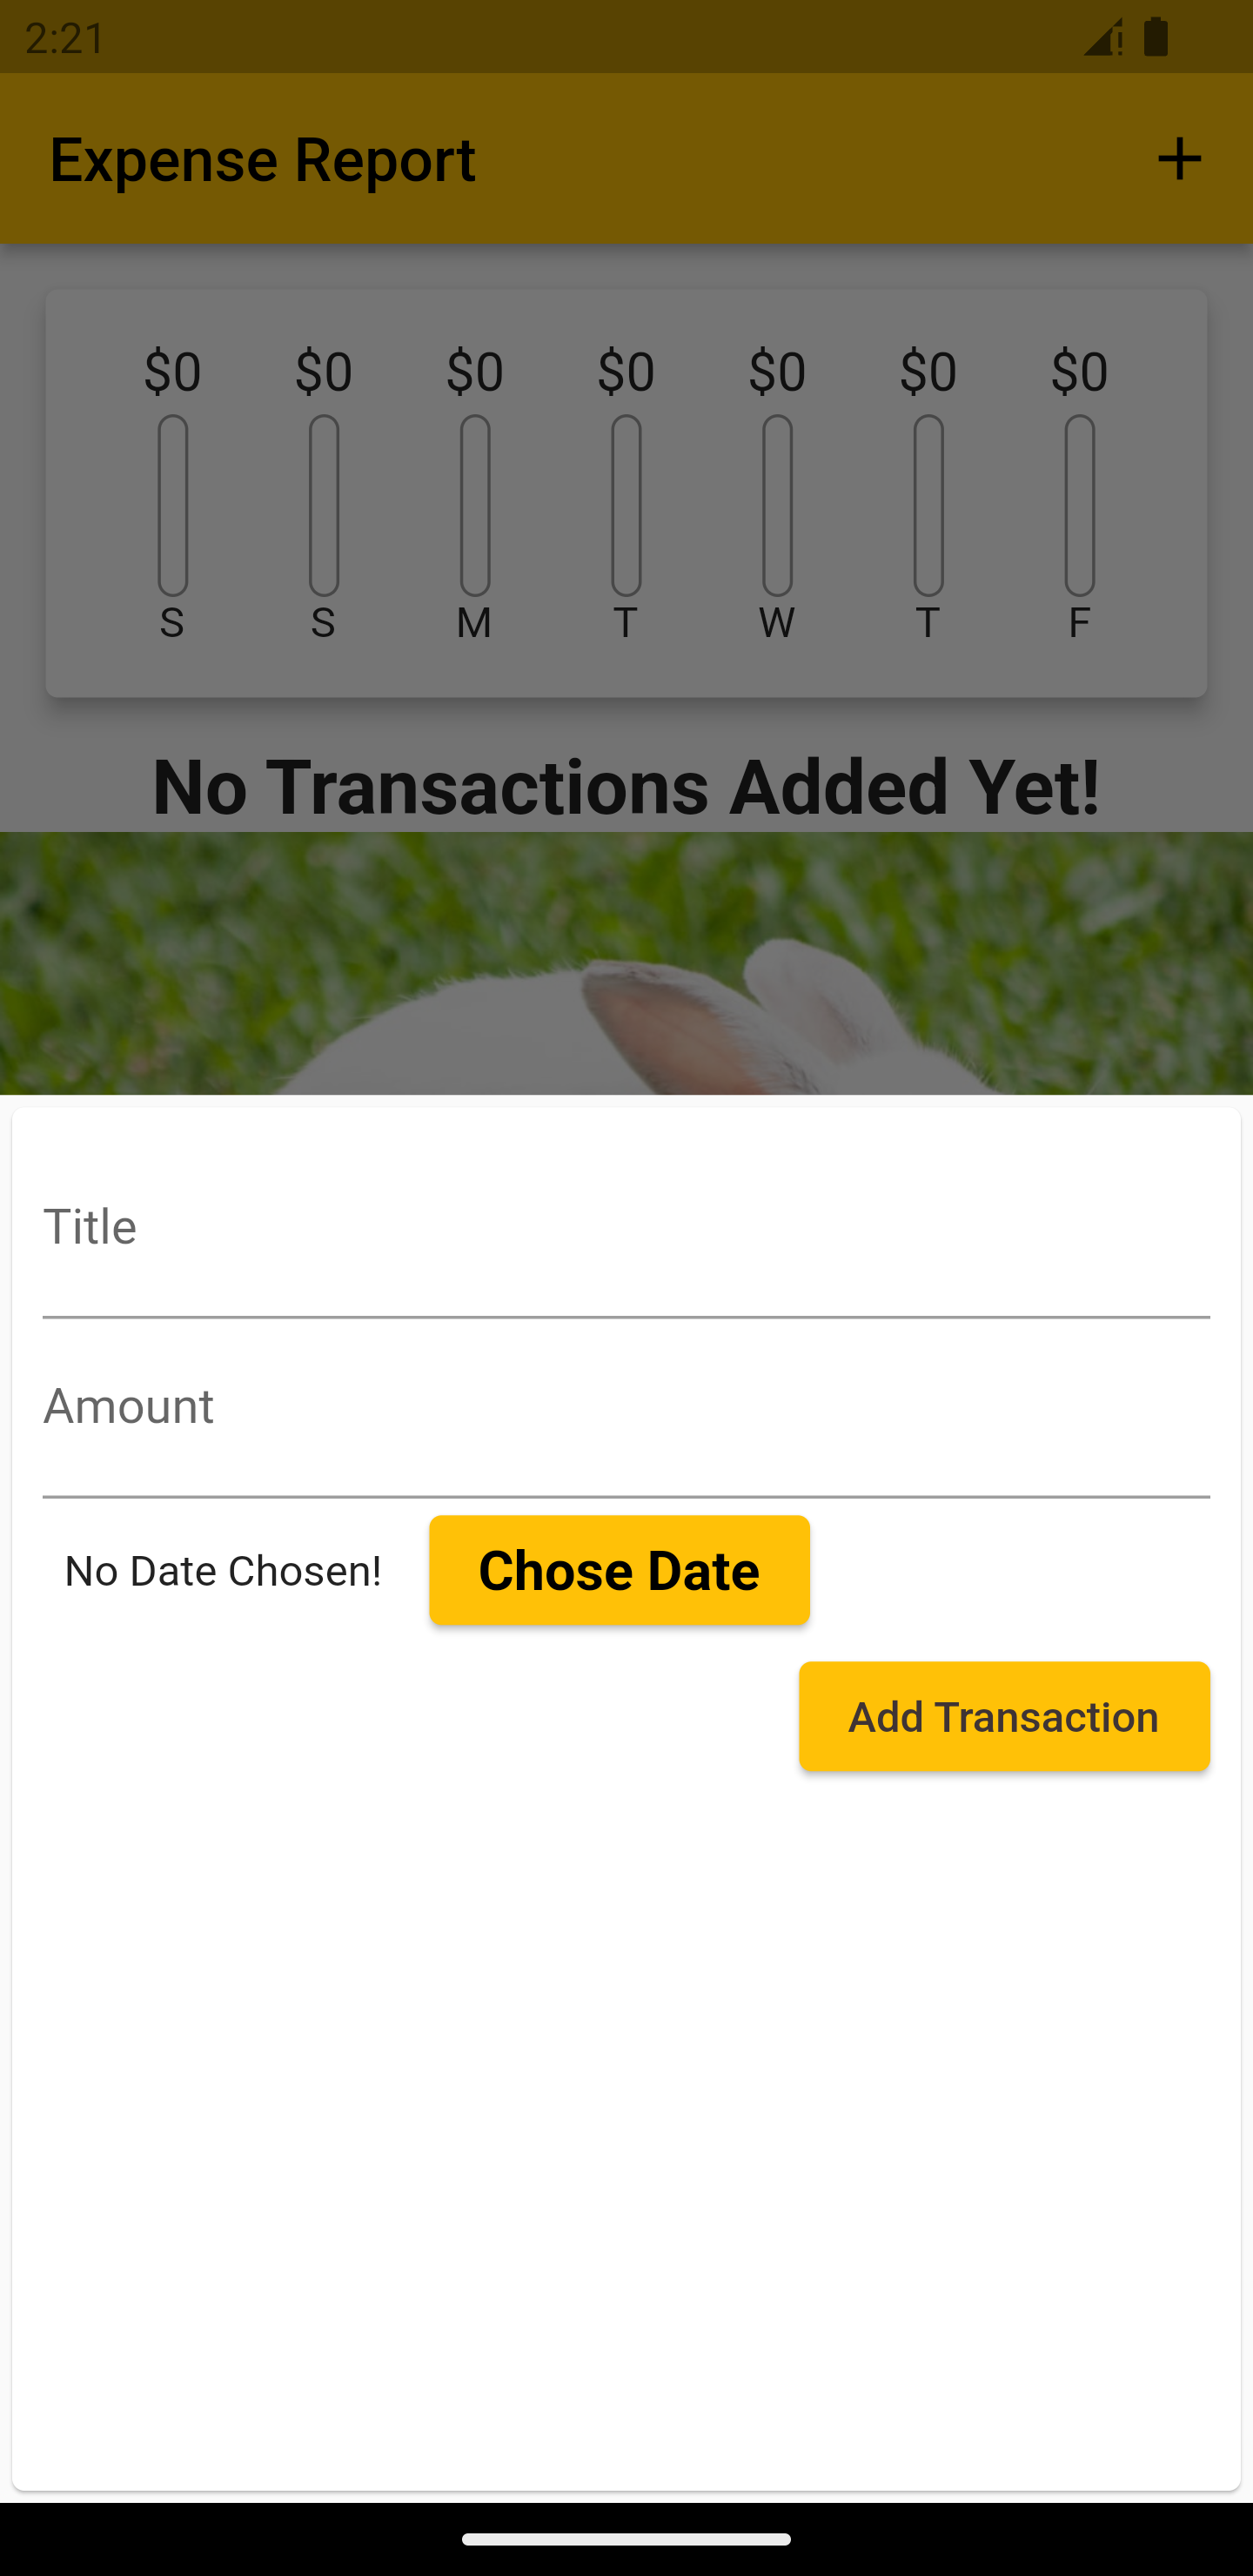 2:21
Expense Report +
$0 $0 $0 $0 $0 $0 $0
S S M T W T F
No Transactions Added Yet!
Title
Amount
No Date Chosen! Chose Date
Add Transaction